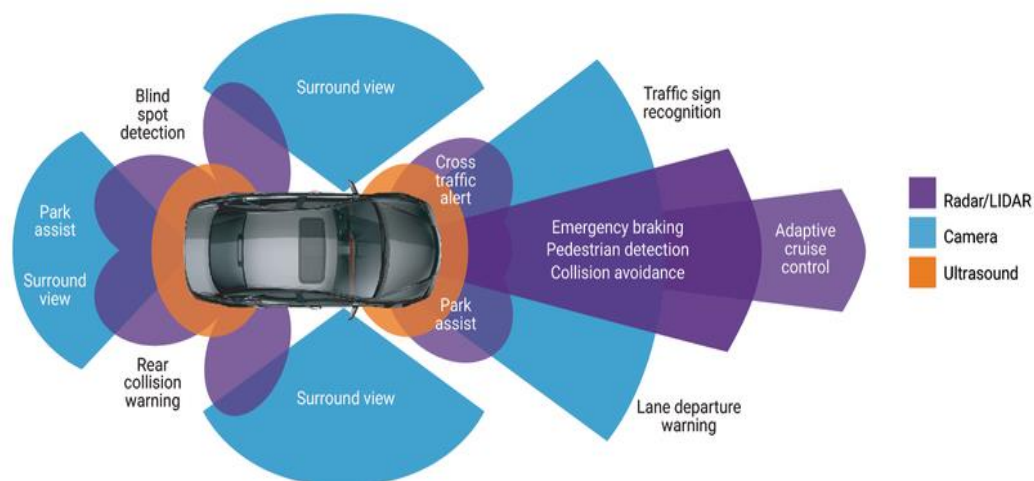 Surround view
Blind
spot
detection
Traffic sign
recognition
Cross
traffic
alert
Park
assist
Surround
view
Emergency braking
Pedestrian detection
Collision avoidance
Adaptive
cruise
control
Radar/LIDAR
Camera
Ultrasound
Park
assist
Rear
collision
warning
Surround view
Lane departure
warning